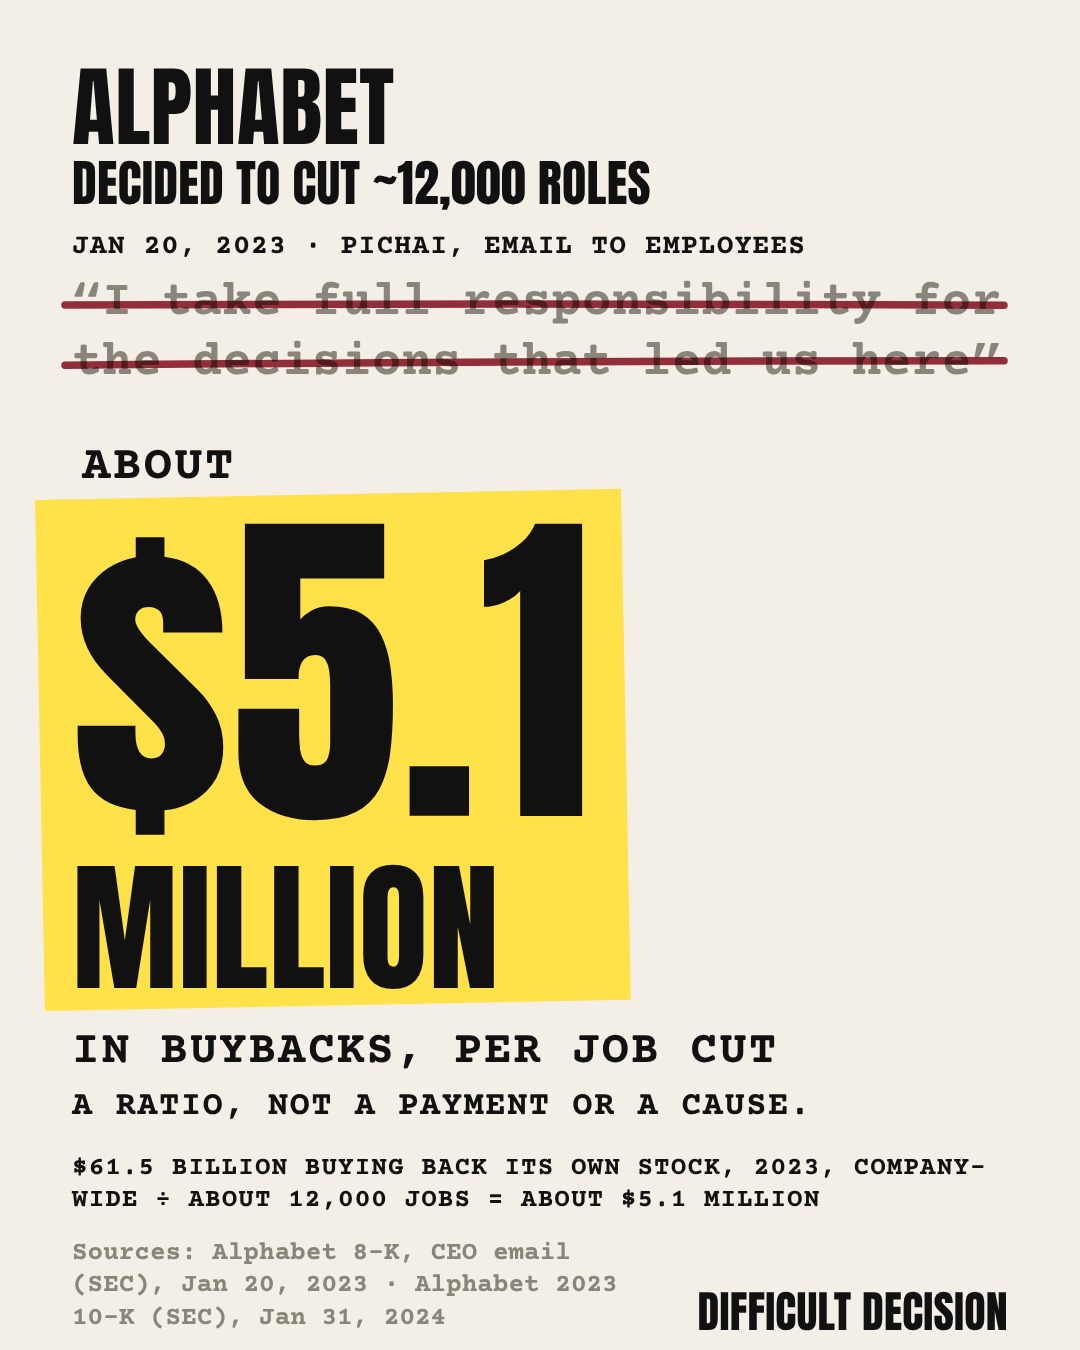 ALPHABET
DECIDED TO CUT ~12,000 ROLES
JAN 20, 2023 · PICHAI, EMAIL TO EMPLOYEES
“I take full responsibility for
the decisions that led us here”
ABOUT
$5.1
MILLION
IN BUYBACKS, PER JOB CUT
A RATIO, NOT A PAYMENT OR A CAUSE.
$61.5 BILLION BUYING BACK ITS OWN STOCK, 2023, COMPANY-
WIDE ÷ ABOUT 12,000 JOBS = ABOUT $5.1 MILLION
Sources: Alphabet 8-K, CEO email
(SEC), Jan 20, 2023 · Alphabet 2023
10-K (SEC), Jan 31, 2024
DIFFICULT DECISION